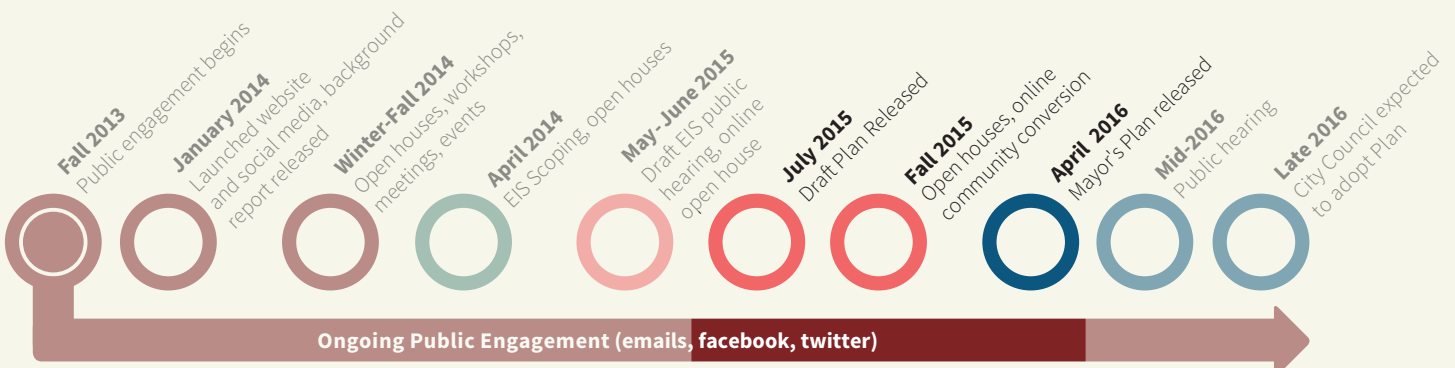 Fall 2013
Public engagement begins
January 2014
Launched website
and social media, background
report released
Winter-Fall 2014
Open houses, workshops,
meetings, events
April 2014
EIS Scoping, open houses
May- June 2015
Draft EIS public
hearing, online
open house
July 2015
Draft Plan Released
Fall 2015
Open houses, online
community conversion
April 2016
Mayor's Plan released
Mid-2016
Public hearing
Late 2016
City Council expected
to adopt Plan
Ongoing Public Engagement (emails, facebook, twitter)